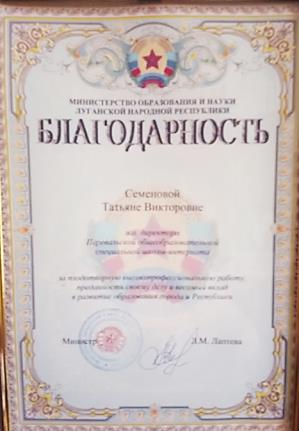 МИНИСТЕРСТВО ОБРАЗОВАНИЯ И НАУКИ
ЛУГАНСКОЙ НАРОДНОЙ РЕСПУБЛИКИ
БЛАГОДАРНОСТЬ
Семеновой
Татьяне Викторовне
и.о. директора
Перевальской общеобразовательной
специальной школы-интерната
за плодотворную высокопрофессиональную работу,
преданность своему делу и весомый вклад
в развитие образования города и Республики
Министр Л.М. Лаптева